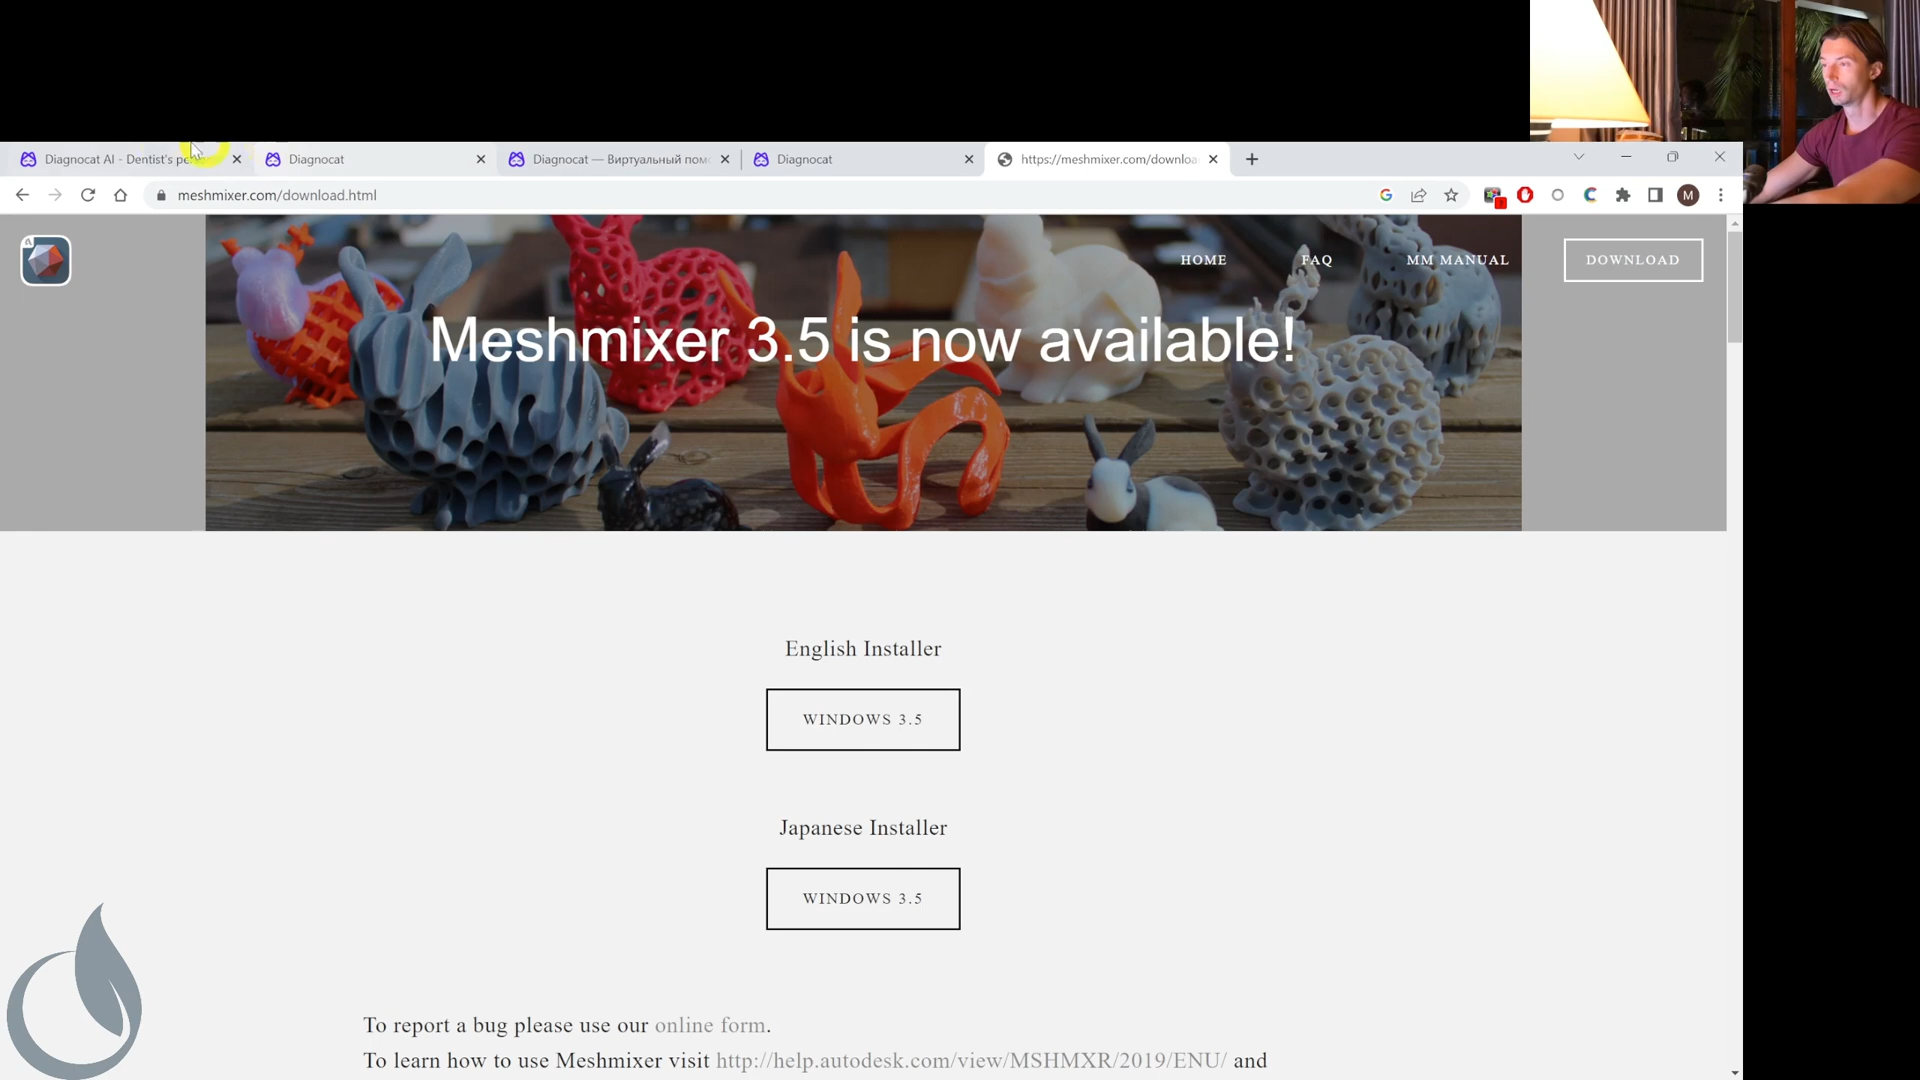 Diagnocat AI - Dentist's pe
Diagnocat
Diagnocat — Виртуальный пом
Diagnocat
https://meshmixer.com/downloa
meshmixer.com/download.html
M
HOME
FAQ
MM MANUAL
DOWNLOAD
Meshmixer 3.5 is now available!
English Installer
WINDOWS 3.5
Japanese Installer
WINDOWS 3.5
To report a bug please use our online form.
To learn how to use Meshmixer visit http://help.autodesk.com/view/MSHMXR/2019/ENU/ and